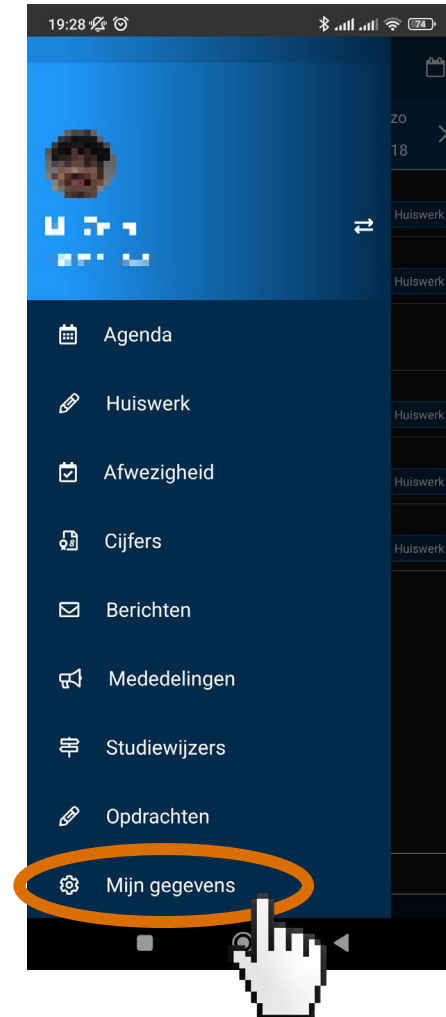 19:28
74
zo
18
Huiswerk
Huiswerk
Agenda
Huiswerk
Huiswerk
Afwezigheid
Huiswerk
Cijfers
Huiswerk
Berichten
Mededelingen
Studiewijzers
Opdrachten
Mijn gegevens